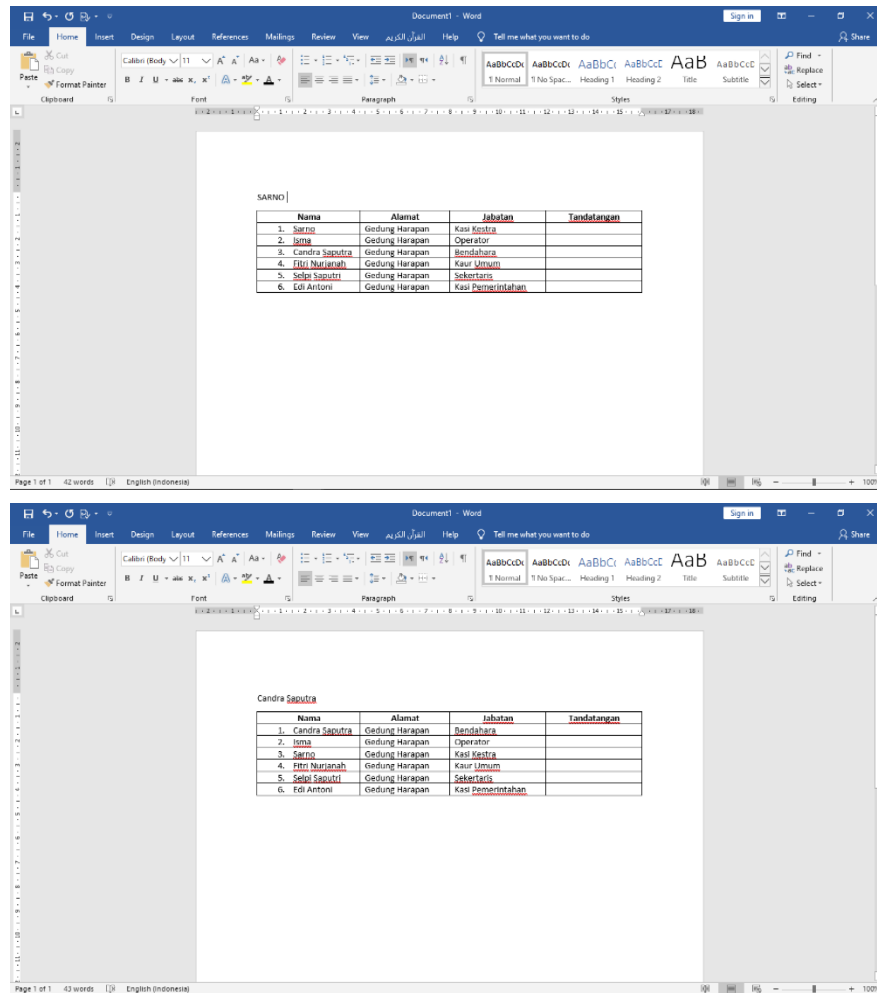 Document1 - Word
Sign in
File Home Insert Design Layout References Mailings Review View القرآن الكريم Help Tell me what you want to do Share
Cut
Copy
Paste
Format Painter
Calibri (Body 11
AaBbCcDc AaBbCcDc AaBbCc AaBbCcE AaB AaBbCcC
¶ Normal ¶ No Spac... Heading 1 Heading 2 Title Subtitle
Find
Replace
Select
Clipboard Font Paragraph Styles Editing
SARNO
Nama Alamat Jabatan Tandatangan
1. Sarno Gedung Harapan Kasi Kestra
2. Isma Gedung Harapan Operator
3. Candra Saputra Gedung Harapan Bendahara
4. Fitri Nurjanah Gedung Harapan Kaur Umum
5. Selpi Saputri Gedung Harapan Sekertaris
6. Edi Antoni Gedung Harapan Kasi Pemerintahan
Page 1 of 1 42 words English (Indonesia) 100%
Document1 - Word
Sign in
File Home Insert Design Layout References Mailings Review View القرآن الكريم Help Tell me what you want to do Share
Cut
Copy
Paste
Format Painter
Calibri (Body 11
AaBbCcDc AaBbCcDc AaBbCc AaBbCcE AaB AaBbCcC
¶ Normal ¶ No Spac... Heading 1 Heading 2 Title Subtitle
Find
Replace
Select
Clipboard Font Paragraph Styles Editing
Candra Saputra
Nama Alamat Jabatan Tandatangan
1. Candra Saputra Gedung Harapan Bendahara
2. Isma Gedung Harapan Operator
3. Sarno Gedung Harapan Kasi Kestra
4. Fitri Nurjanah Gedung Harapan Kaur Umum
5. Selpi Saputri Gedung Harapan Sekertaris
6. Edi Antoni Gedung Harapan Kasi Pemerintahan
Page 1 of 1 43 words English (Indonesia) 100%